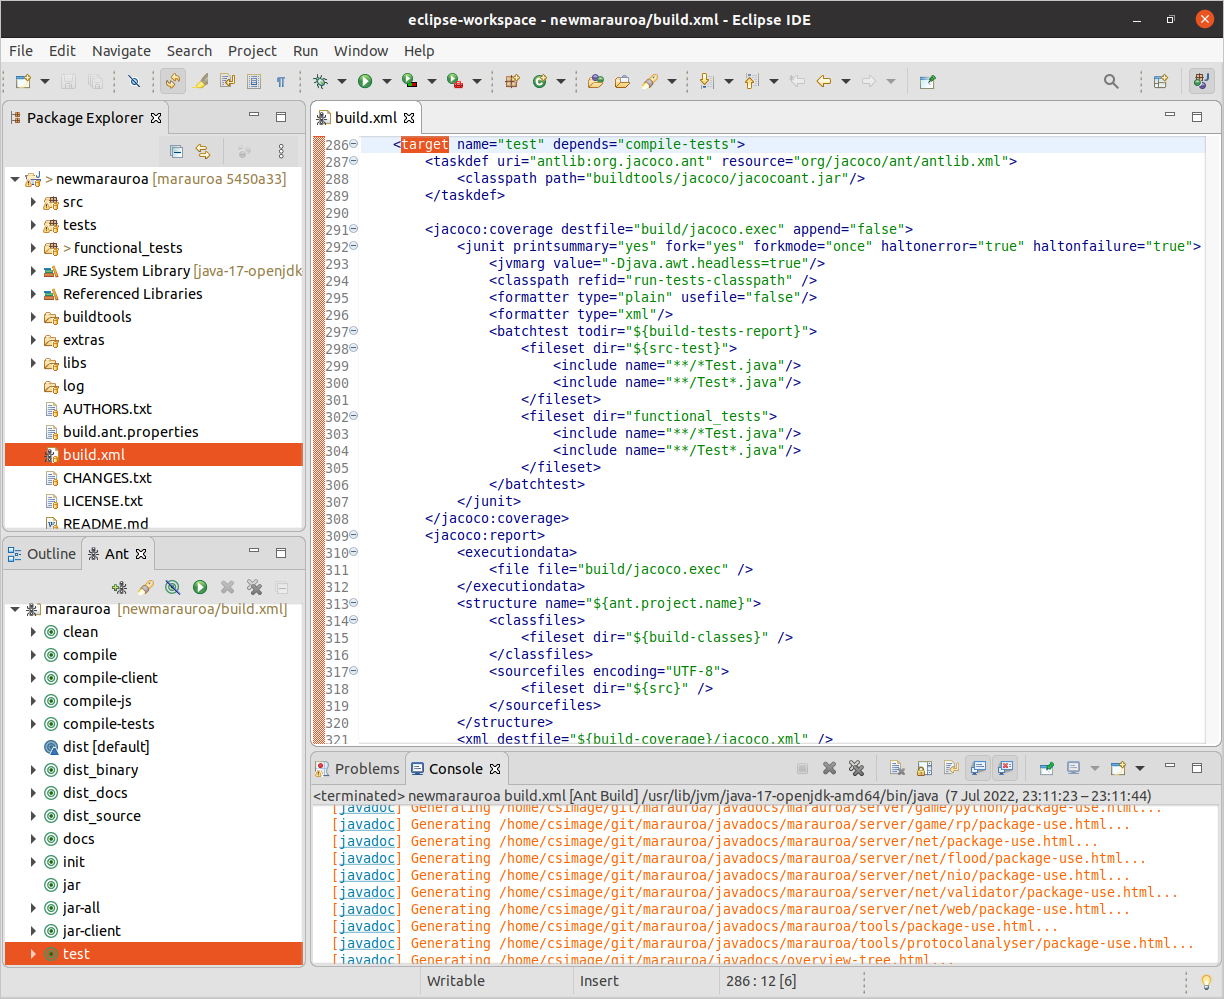 eclipse-workspace - newmarauroa/build.xml - Eclipse IDE
File Edit Navigate Search Project Run Window Help
Package Explorer
> newmarauroa [marauroa 5450a33]
src
tests
> functional_tests
JRE System Library [java-17-openjdk
Referenced Libraries
buildtools
extras
libs
log
AUTHORS.txt
build.ant.properties
build.xml
CHANGES.txt
LICENSE.txt
README.md
Outline Ant
marauroa [newmarauroa/build.xml]
clean
compile
compile-client
compile-js
compile-tests
dist [default]
dist_binary
dist_docs
dist_source
docs
init
jar
jar-all
jar-client
test
build.xml
286 <target name="test" depends="compile-tests">
287 <taskdef uri="antlib:org.jacoco.ant" resource="org/jacoco/ant/antlib.xml">
288 <classpath path="buildtools/jacoco/jacocoant.jar"/>
289 </taskdef>
290
291 <jacoco:coverage destfile="build/jacoco.exec" append="false">
292 <junit printsummary="yes" fork="yes" forkmode="once" haltonerror="true" haltonfailure="true">
293 <jvmarg value="-Djava.awt.headless=true"/>
294 <classpath refid="run-tests-classpath" />
295 <formatter type="plain" usefile="false"/>
296 <formatter type="xml"/>
297 <batchtest todir="${build-tests-report}">
298 <fileset dir="${src-test}">
299 <include name="**/*Test.java"/>
300 <include name="**/Test*.java"/>
301 </fileset>
302 <fileset dir="functional_tests">
303 <include name="**/*Test.java"/>
304 <include name="**/Test*.java"/>
305 </fileset>
306 </batchtest>
307 </junit>
308 </jacoco:coverage>
309 <jacoco:report>
310 <executiondata>
311 <file file="build/jacoco.exec" />
312 </executiondata>
313 <structure name="${ant.project.name}">
314 <classfiles>
315 <fileset dir="${build-classes}" />
316 </classfiles>
317 <sourcefiles encoding="UTF-8">
318 <fileset dir="${src}" />
319 </sourcefiles>
320 </structure>
321 <xml destfile="${build-coverage}/jacoco.xml" />
Problems Console
<terminated> newmarauroa build.xml [Ant Build] /usr/lib/jvm/java-17-openjdk-amd64/bin/java (7 Jul 2022, 23:11:23 – 23:11:44)
[javadoc] Generating /home/csimage/git/marauroa/javadocs/marauroa/server/game/python/package-use.html...
[javadoc] Generating /home/csimage/git/marauroa/javadocs/marauroa/server/game/rp/package-use.html...
[javadoc] Generating /home/csimage/git/marauroa/javadocs/marauroa/server/net/package-use.html...
[javadoc] Generating /home/csimage/git/marauroa/javadocs/marauroa/server/net/flood/package-use.html...
[javadoc] Generating /home/csimage/git/marauroa/javadocs/marauroa/server/net/nio/package-use.html...
[javadoc] Generating /home/csimage/git/marauroa/javadocs/marauroa/server/net/validator/package-use.html...
[javadoc] Generating /home/csimage/git/marauroa/javadocs/marauroa/server/net/web/package-use.html...
[javadoc] Generating /home/csimage/git/marauroa/javadocs/marauroa/tools/package-use.html...
[javadoc] Generating /home/csimage/git/marauroa/javadocs/marauroa/tools/protocolanalyser/package-use.html...
[javadoc] Generating /home/csimage/git/marauroa/javadocs/overview-tree.html...
Writable Insert 286 : 12 [6]